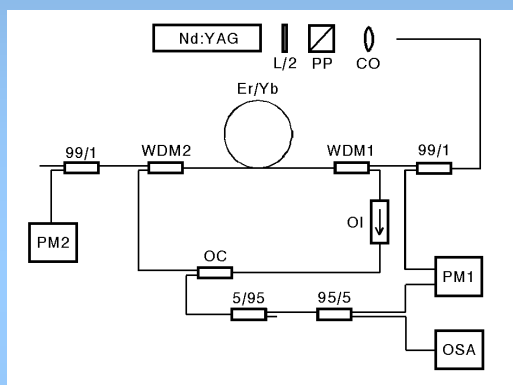 Nd:YAG
L/2 PP CO
Er/Yb
99/1 WDM2 WDM1 99/1
OI
PM2
OC
PM1
5/95 95/5
OSA